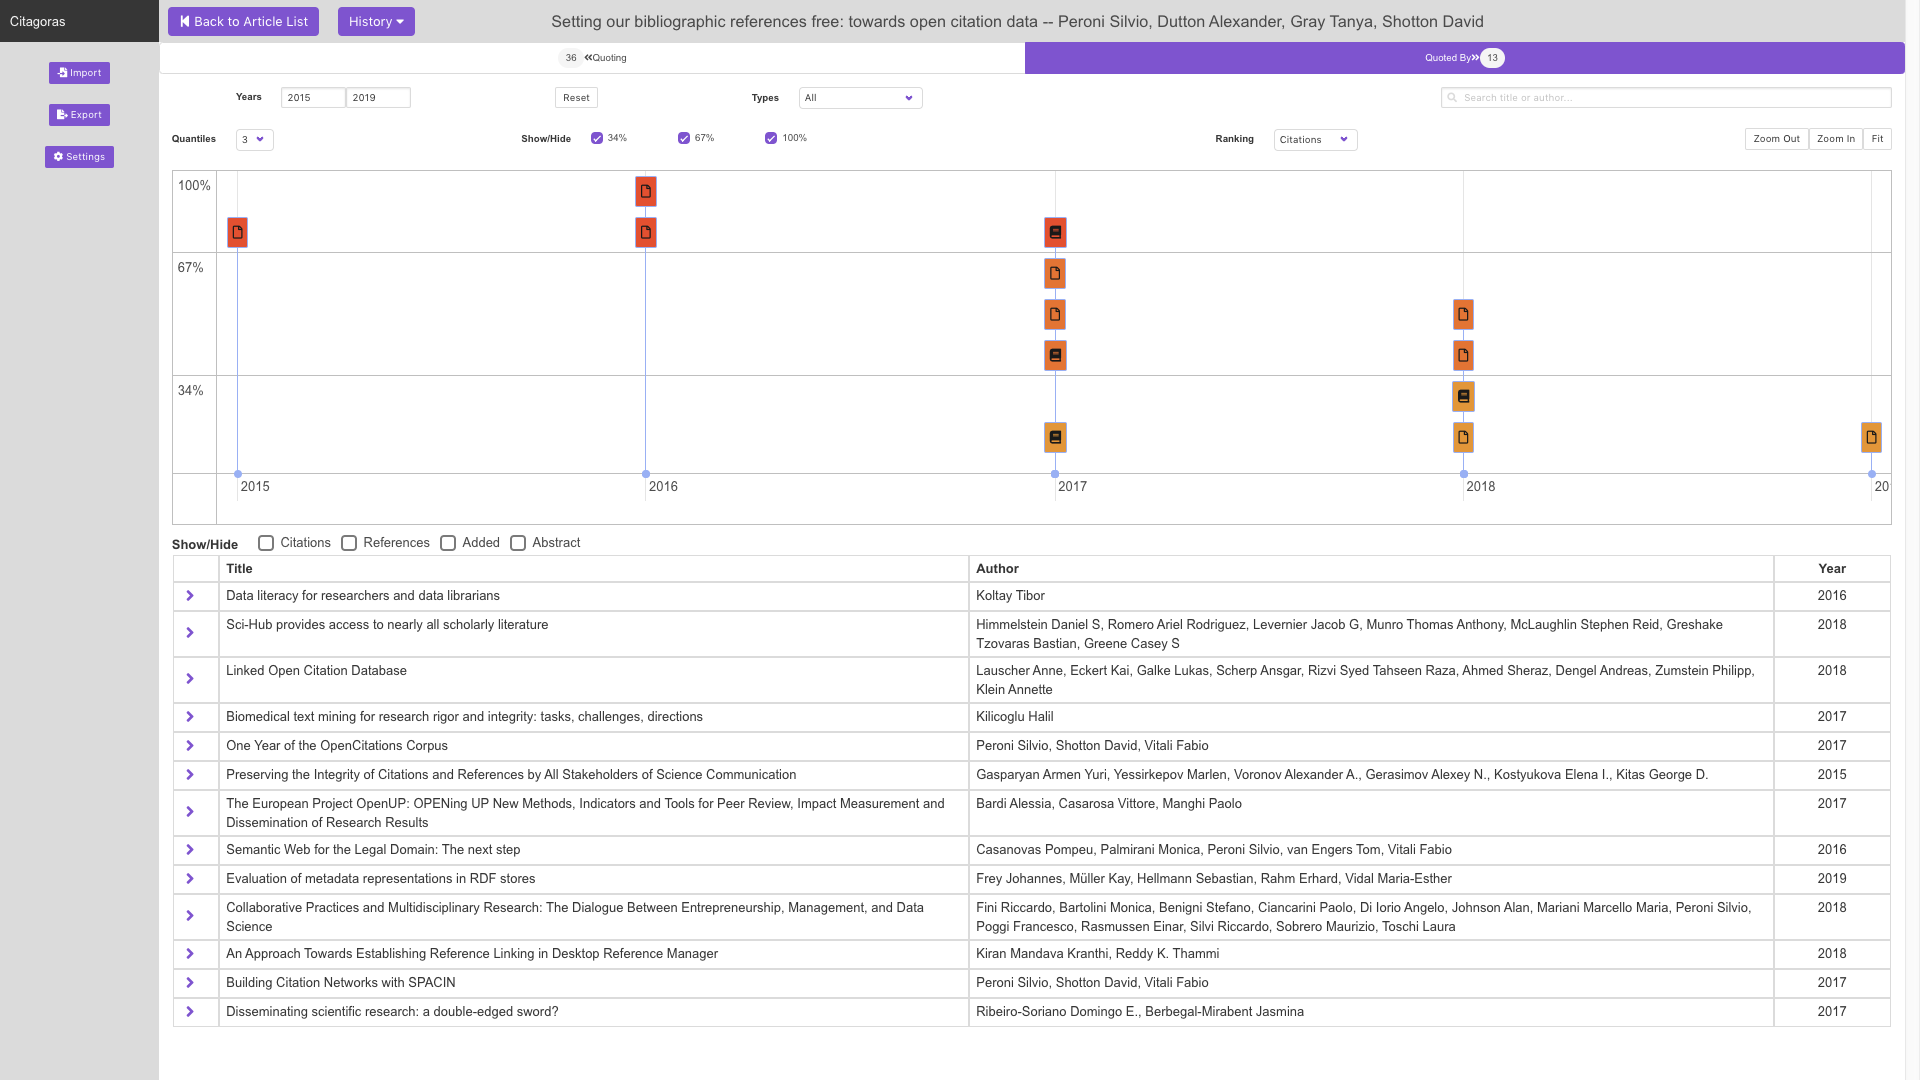 Citagoras
Back to Article List
History
Setting our bibliographic references free: towards open citation data -- Peroni Silvio, Dutton Alexander, Gray Tanya, Shotton David
Import
Export
Settings
36 «Quoting
Quoted By» 13
Years 2015 2019 Reset Types All Search title or author...
Quantiles 3 Show/Hide 34% 67% 100% Ranking Citations Zoom Out Zoom In Fit
100%
67%
34%
2015 2016 2017 2018 20
Show/Hide Citations References Added Abstract
Title Author Year
Data literacy for researchers and data librarians Koltay Tibor 2016
Sci-Hub provides access to nearly all scholarly literature Himmelstein Daniel S, Romero Ariel Rodriguez, Levernier Jacob G, Munro Thomas Anthony, McLaughlin Stephen Reid, Greshake 2018
Tzovaras Bastian, Greene Casey S
Linked Open Citation Database Lauscher Anne, Eckert Kai, Galke Lukas, Scherp Ansgar, Rizvi Syed Tahseen Raza, Ahmed Sheraz, Dengel Andreas, Zumstein Philipp, 2018
Klein Annette
Biomedical text mining for research rigor and integrity: tasks, challenges, directions Kilicoglu Halil 2017
One Year of the OpenCitations Corpus Peroni Silvio, Shotton David, Vitali Fabio 2017
Preserving the Integrity of Citations and References by All Stakeholders of Science Communication Gasparyan Armen Yuri, Yessirkepov Marlen, Voronov Alexander A., Gerasimov Alexey N., Kostyukova Elena I., Kitas George D. 2015
The European Project OpenUP: OPENing UP New Methods, Indicators and Tools for Peer Review, Impact Measurement and Bardi Alessia, Casarosa Vittore, Manghi Paolo 2017
Dissemination of Research Results
Semantic Web for the Legal Domain: The next step Casanovas Pompeu, Palmirani Monica, Peroni Silvio, van Engers Tom, Vitali Fabio 2016
Evaluation of metadata representations in RDF stores Frey Johannes, Müller Kay, Hellmann Sebastian, Rahm Erhard, Vidal Maria-Esther 2019
Collaborative Practices and Multidisciplinary Research: The Dialogue Between Entrepreneurship, Management, and Data Fini Riccardo, Bartolini Monica, Benigni Stefano, Ciancarini Paolo, Di Iorio Angelo, Johnson Alan, Mariani Marcello Maria, Peroni Silvio, 2018
Science Poggi Francesco, Rasmussen Einar, Silvi Riccardo, Sobrero Maurizio, Toschi Laura
An Approach Towards Establishing Reference Linking in Desktop Reference Manager Kiran Mandava Kranthi, Reddy K. Thammi 2018
Building Citation Networks with SPACIN Peroni Silvio, Shotton David, Vitali Fabio 2017
Disseminating scientific research: a double-edged sword? Ribeiro-Soriano Domingo E., Berbegal-Mirabent Jasmina 2017